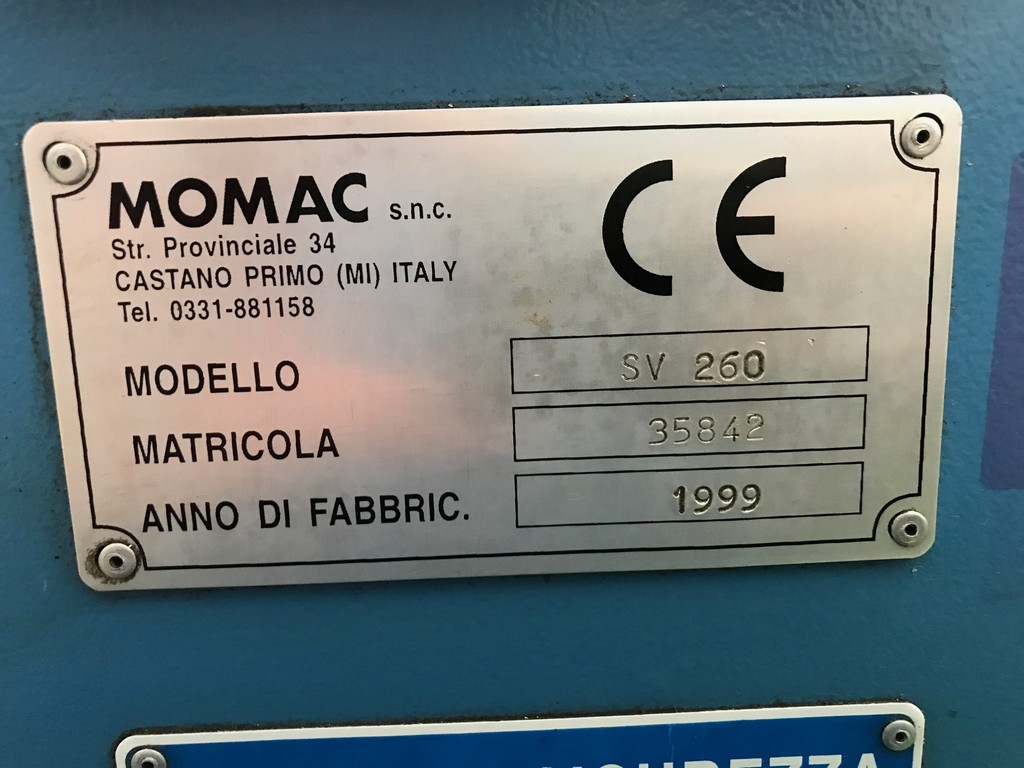 MOMAC s.n.c.
Str. Provinciale 34
CASTANO PRIMO (MI) ITALY
Tel. 0331-881158
CE
MODELLO SV 260
MATRICOLA 35842
ANNO DI FABBRIC. 1999